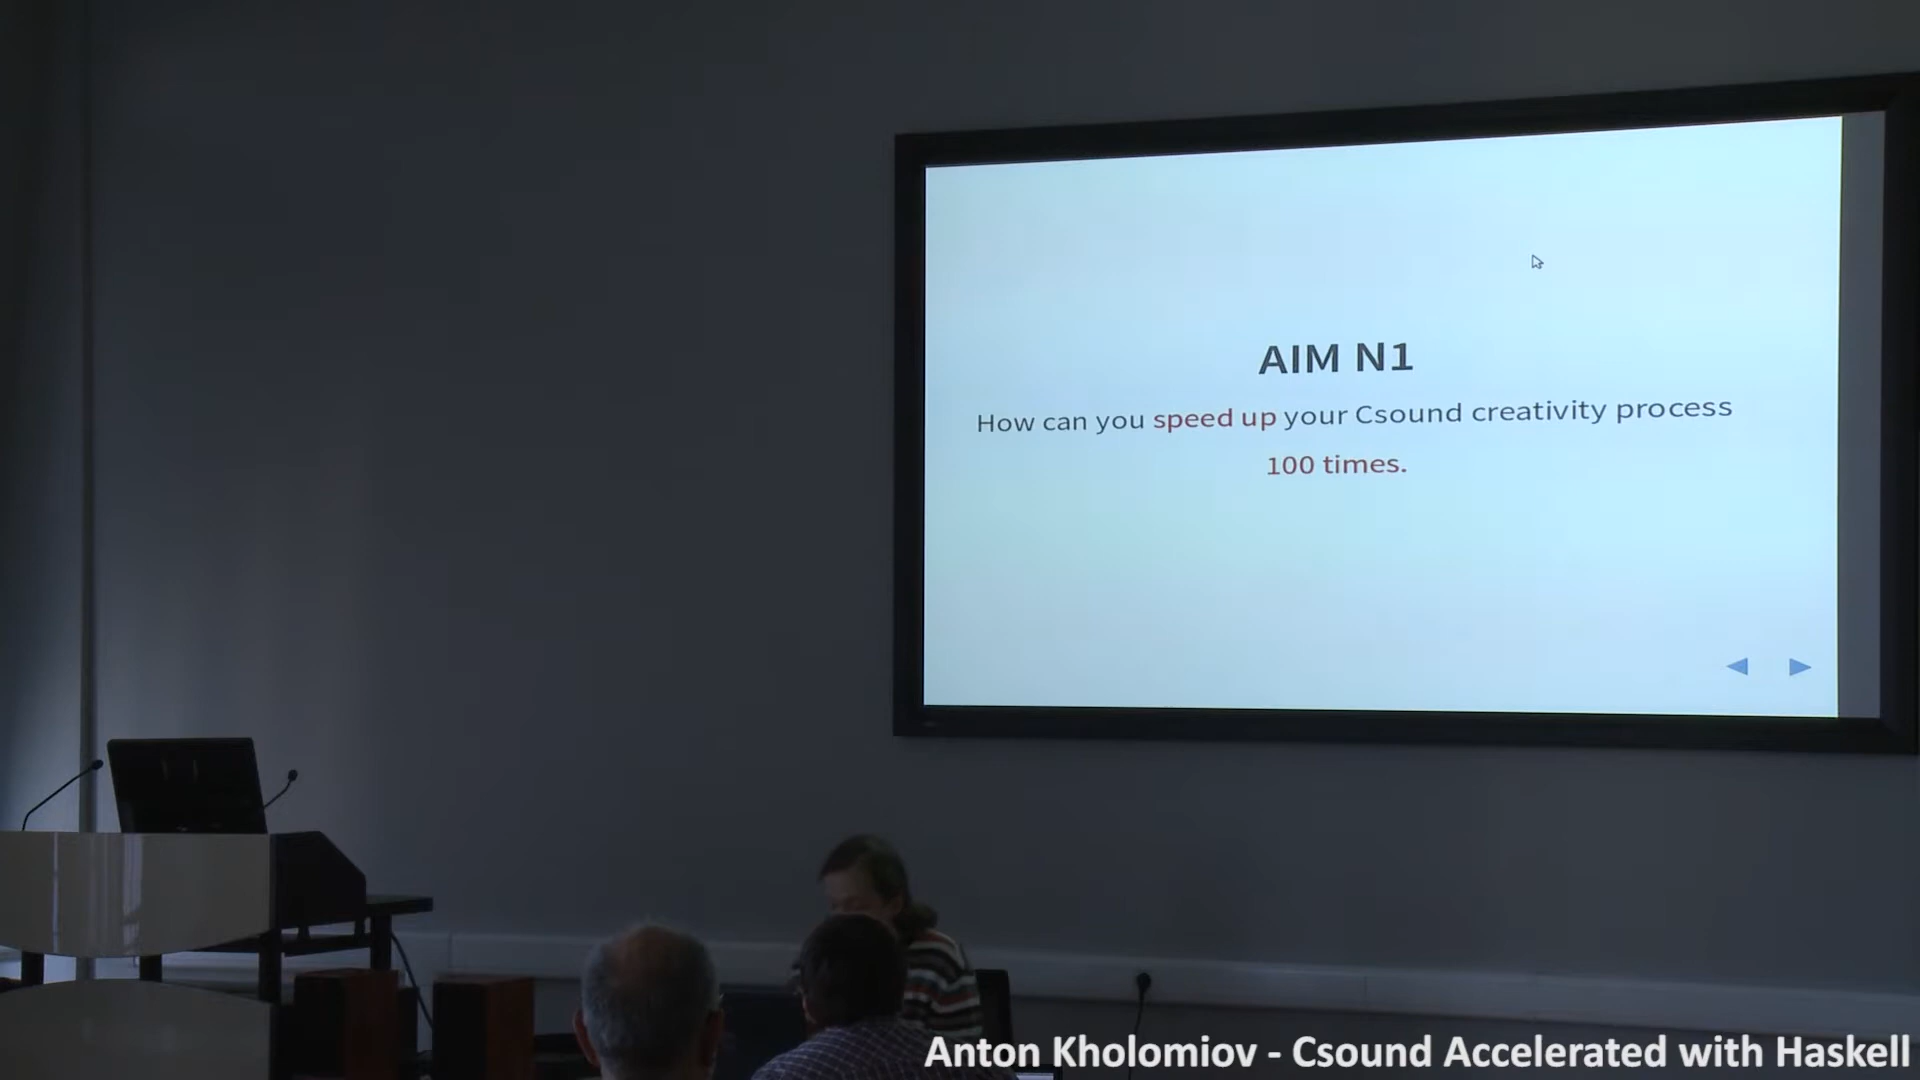 AIM N1
How can you speed up your Csound creativity process
100 times.
Anton Kholomiov - Csound Accelerated with Haskell